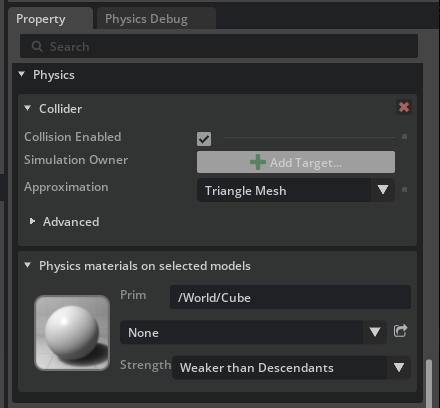 Property Physics Debug
Search
Physics
Collider
Collision Enabled
Simulation Owner Add Target...
Approximation Triangle Mesh
Advanced
Physics materials on selected models
Prim /World/Cube
None
Strength Weaker than Descendants